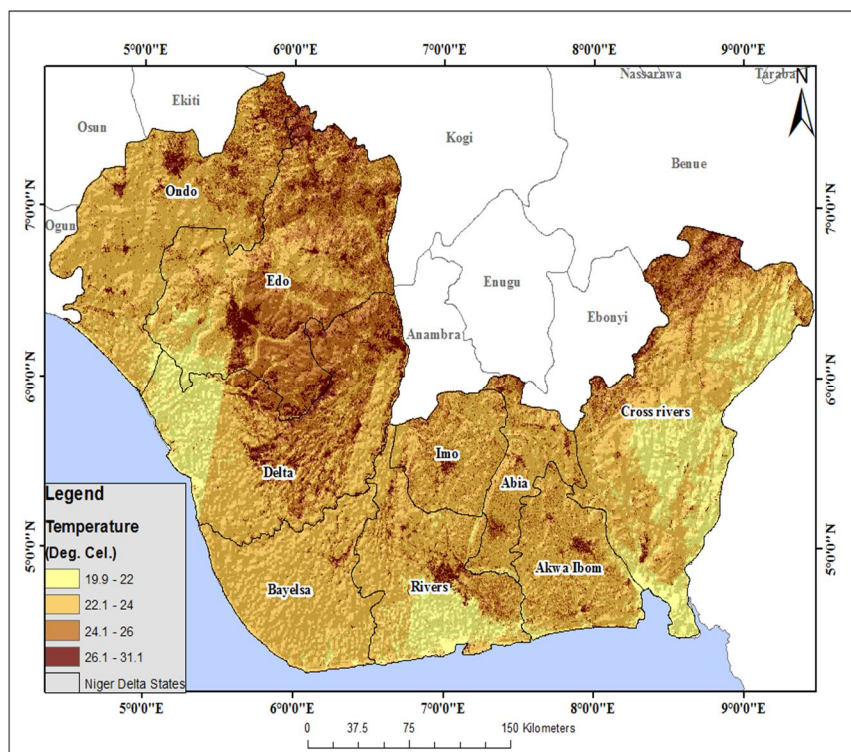 5°0'0"E 6°0'0"E 7°0'0"E 8°0'0"E 9°0'0"E
Nassarawa Taraba
N
Ekiti
Osun
Kogi
Benue
Ondo
7°0'0"N 7°0'0"N
Ogun
Edo
Enugu
Ebonyi
Anambra
6°0'0"N 6°0'0"N
Cross rivers
Imo
Delta
Abia
Legend
Temperature
(Deg. Cel.)
19.9 - 22
22.1 - 24
24.1 - 26
26.1 - 31.1
Niger Delta States
5°0'0"N 5°0'0"N
Akwa Ibom
Bayelsa
Rivers
5°0'0"E 6°0'0"E 7°0'0"E 8°0'0"E 9°0'0"E
0 37.5 75 150 Kilometers